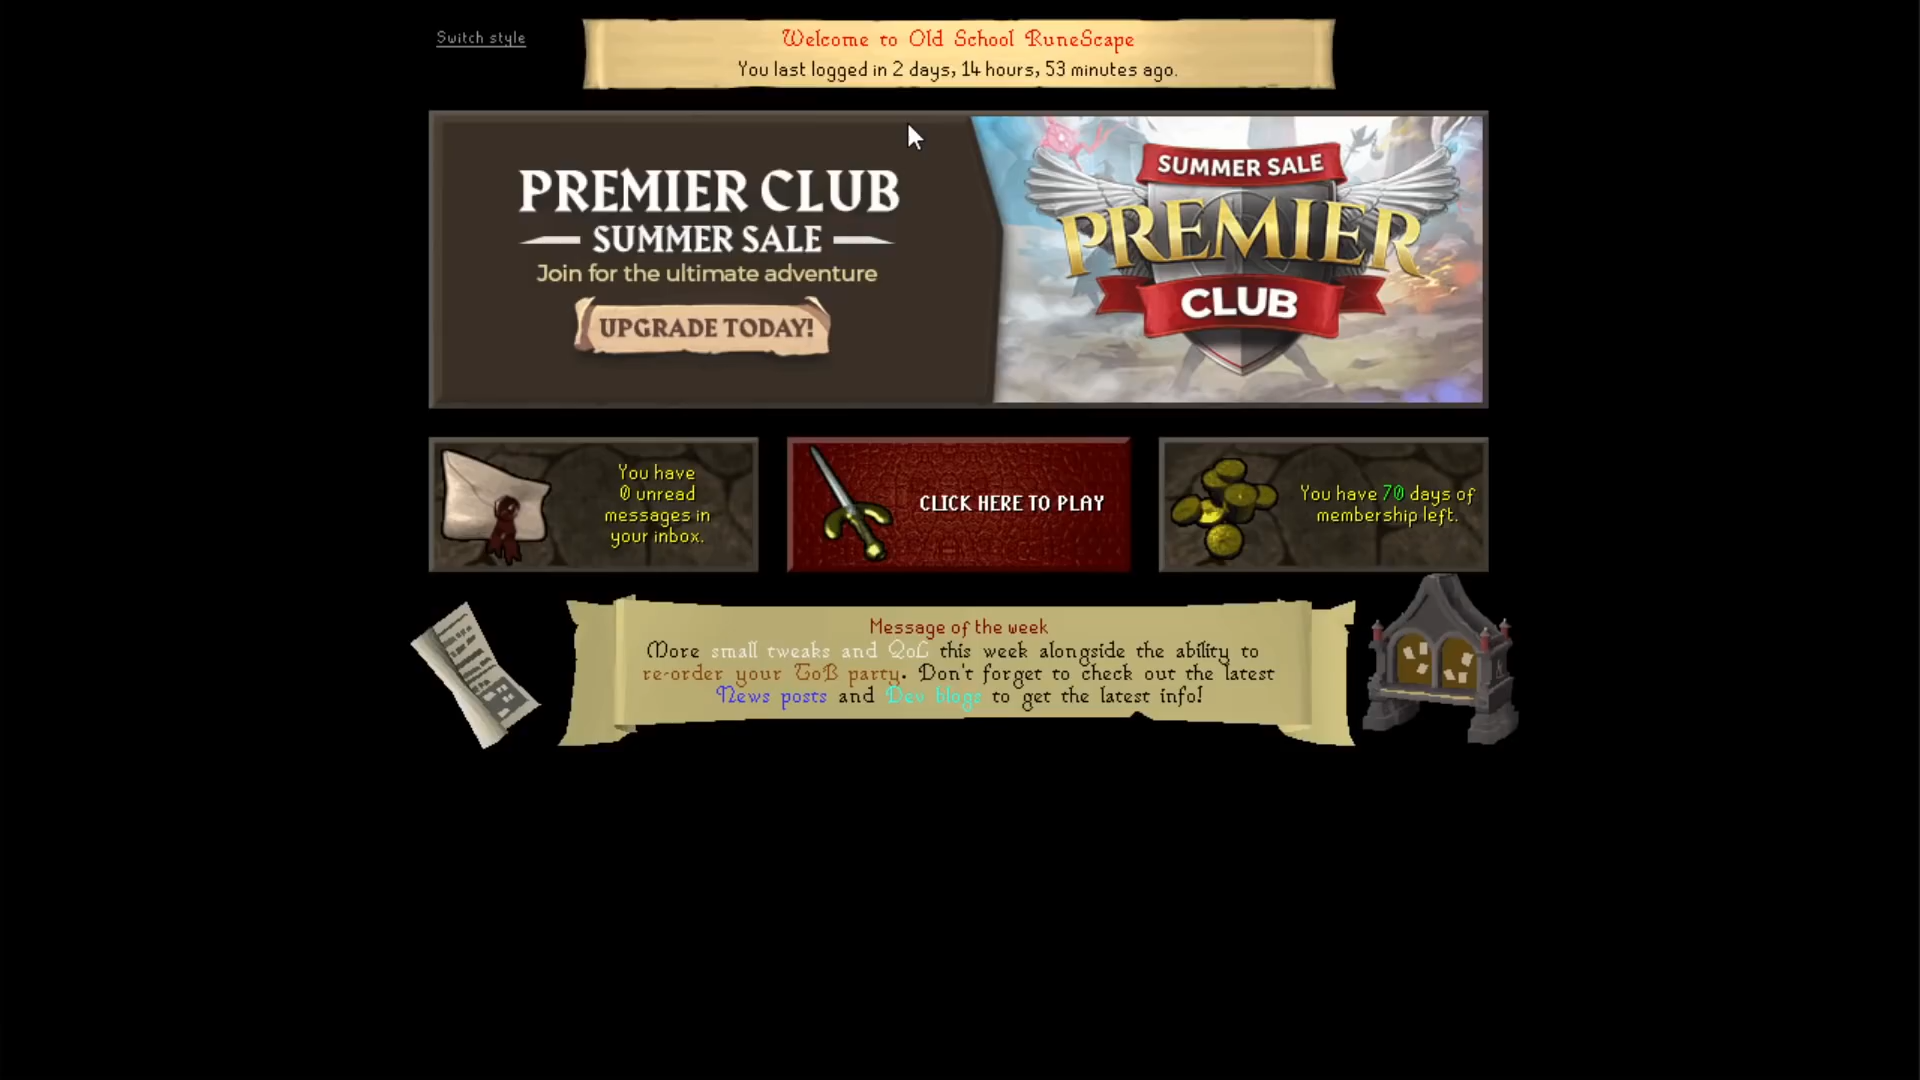 Switch style
Welcome to Old School RuneScape
You last logged in 2 days, 14 hours, 53 minutes ago.
PREMIER CLUB
SUMMER SALE
Join for the ultimate adventure
UPGRADE TODAY!
SUMMER SALE
PREMIER
CLUB
You have
0 unread
messages in
your inbox.
CLICK HERE TO PLAY
You have 70 days of
membership left.
Message of the week
More small tweaks and QoL this week alongside the ability to
re-order your ToB party. Don't forget to check out the latest
News posts and Dev blogs to get the latest info!